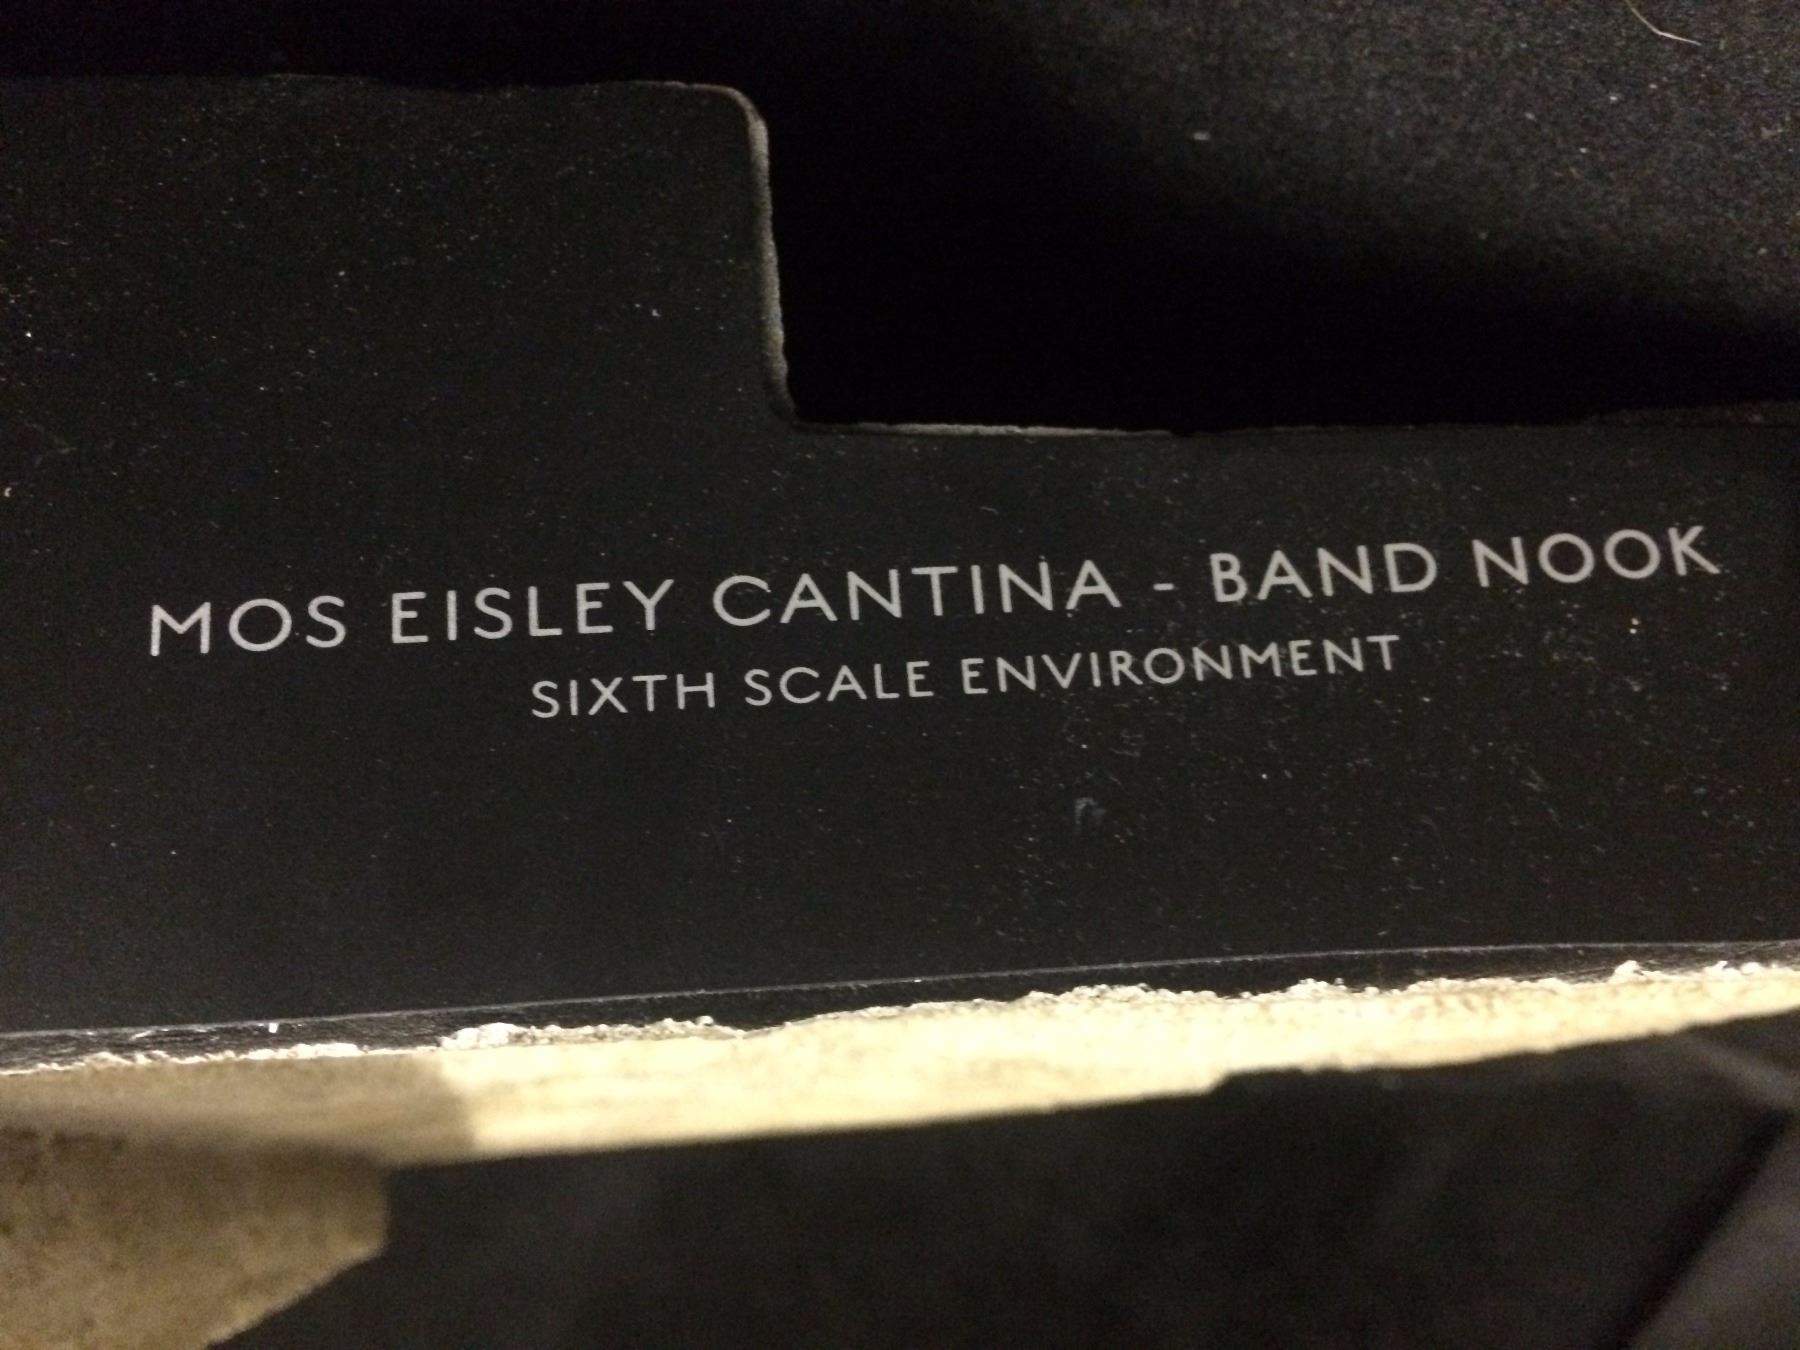 MOS EISLEY CANTINA - BAND NOOK
SIXTH SCALE ENVIRONMENT